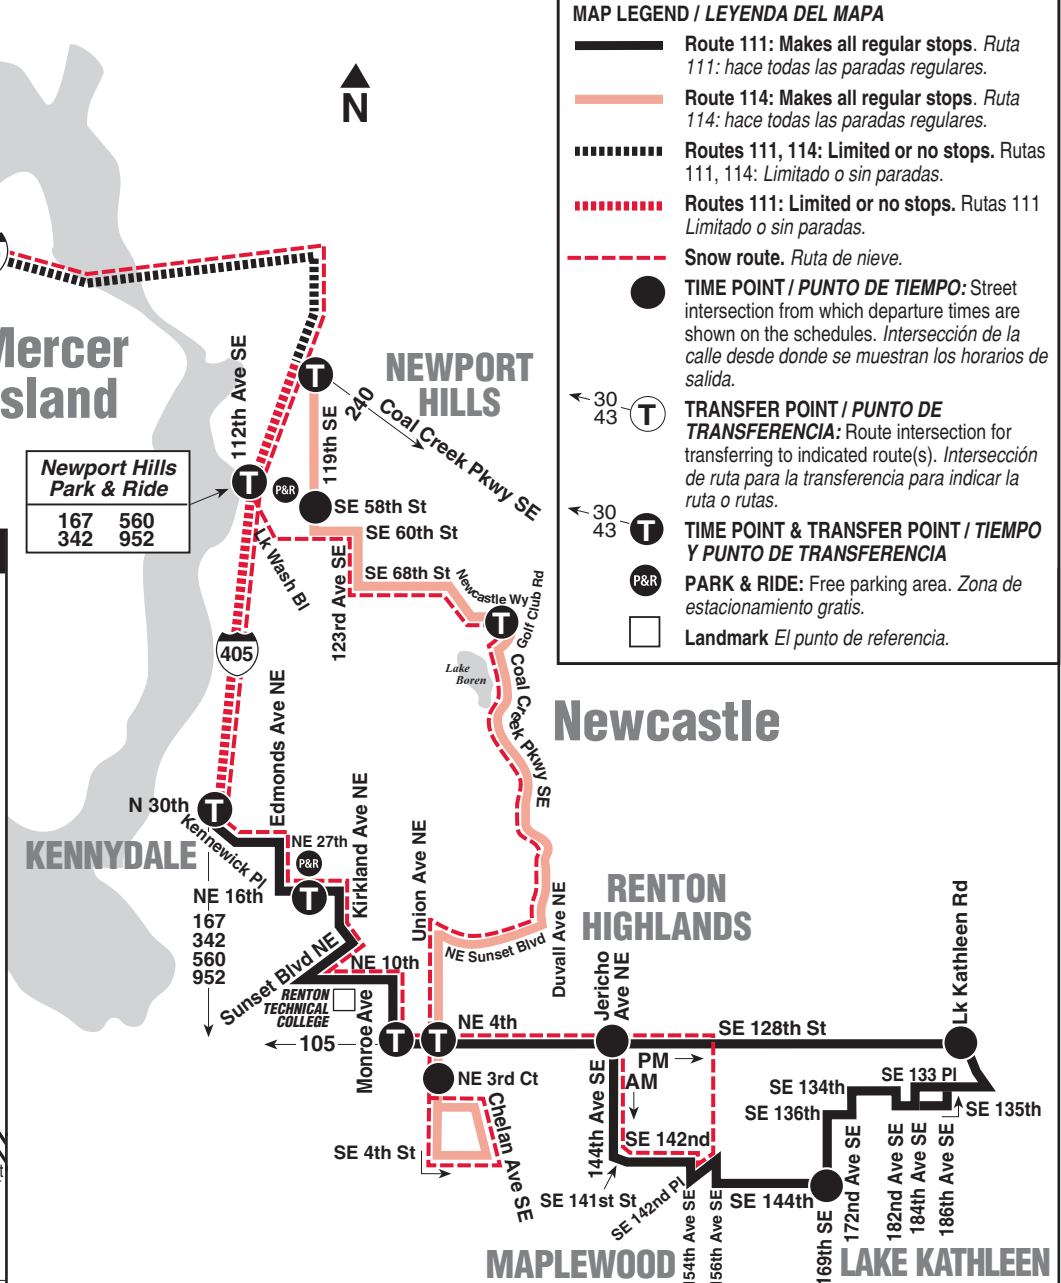 MAP LEGEND / LEYENDA DEL MAPA
Route 111: Makes all regular stops. Ruta
111: hace todas las paradas regulares.
Route 114: Makes all regular stops. Ruta
114: hace todas las paradas regulares.
Routes 111, 114: Limited or no stops. Rutas
111, 114: Limitado o sin paradas.
Routes 111: Limited or no stops. Rutas 111
Limitado o sin paradas.
Snow route. Ruta de nieve.
TIME POINT / PUNTO DE TIEMPO: Street
intersection from which departure times are
shown on the schedules. Intersección de la
calle desde donde se muestran los horarios de
salida.
30
43
T
TRANSFER POINT / PUNTO DE
TRANSFERENCIA: Route intersection for
transferring to indicated route(s). Intersección
de ruta para la transferencia para indicar la
ruta o rutas.
30
43
T
TIME POINT & TRANSFER POINT / TIEMPO
Y PUNTO DE TRANSFERENCIA
P&R
PARK & RIDE: Free parking area. Zona de
estacionamiento gratis.
Landmark El punto de referencia.
N
Mercer
Island
112th Ave SE
T
NEWPORT
HILLS
240
Coal Creek Pkwy SE
119th SE
Newport Hills
Park & Ride
167 560
342 952
T
P&R
SE 58th St
SE 60th St
Lk Wash Bl
123rd Ave SE
SE 68th St
Newcastle Wy
Golf Club Rd
T
405
Lake
Boren
Coal Creek Pkwy SE
Newcastle
Edmonds Ave NE
N 30th
T
Kennewick Pl
KENNYDALE
NE 27th
P&R
Kirkland Ave NE
NE 16th
T
167
342
560
952
Union Ave NE
NE Sunset Blvd
Duvall Ave NE
RENTON
HIGHLANDS
Sunset Blvd NE
NE 10th
RENTON
TECHNICAL
COLLEGE
Monroe Ave
105
T
T
NE 4th
Jericho
Ave NE
SE 128th St
Lk Kathleen Rd
PM
AM
NE 3rd Ct
Chelan Ave SE
SE 4th St
144th Ave SE
SE 142nd
SE 141st St
SE 142nd Pl
154th Ave SE
156th Ave SE
SE 144th
SE 133 Pl
SE 134th
SE 135th
SE 136th
169th SE
172nd Ave SE
182nd Ave SE
184th Ave SE
186th Ave SE
MAPLEWOOD
LAKE KATHLEEN